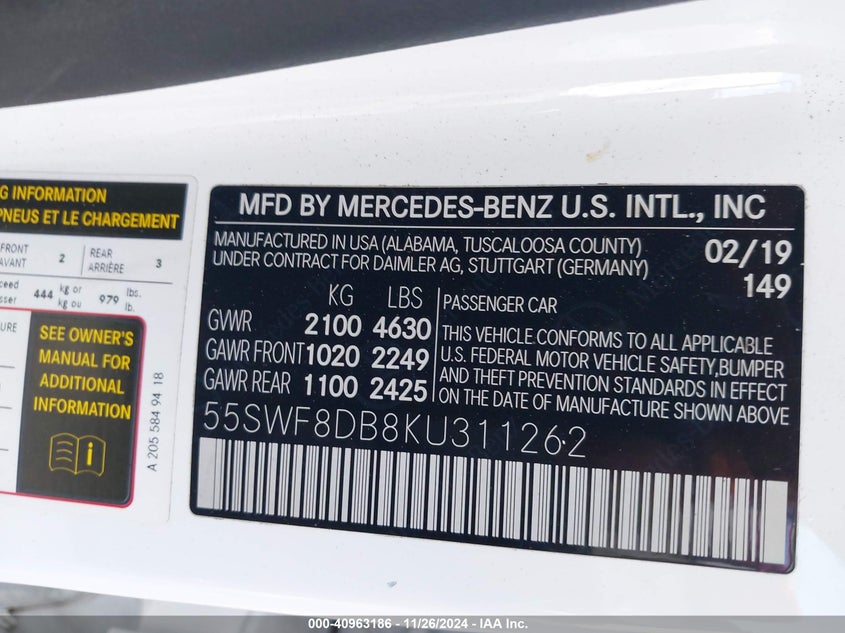 G INFORMATION
PNEUS ET LE CHARGEMENT
FRONT 2 REAR 3
AVANT ARRIÈRE
ceed 444 kg or 979 lbs.
sser kg ou lb.
URE
SEE OWNER'S
MANUAL FOR
ADDITIONAL
INFORMATION
A 205 584 94 18
MFD BY MERCEDES-BENZ U.S. INTL., INC
MANUFACTURED IN USA (ALABAMA, TUSCALOOSA COUNTY)
UNDER CONTRACT FOR DAIMLER AG, STUTTGART (GERMANY)
02/19
149
KG LBS
GVWR 2100 4630
GAWR FRONT 1020 2249
GAWR REAR 1100 2425
PASSENGER CAR
THIS VEHICLE CONFORMS TO ALL APPLICABLE
U.S. FEDERAL MOTOR VEHICLE SAFETY,BUMPER
AND THEFT PREVENTION STANDARDS IN EFFECT
ON THE DATE OF MANUFACTURE SHOWN ABOVE
55SWF8DB8KU311262
000-40963186 - 11/26/2024 - IAA Inc.